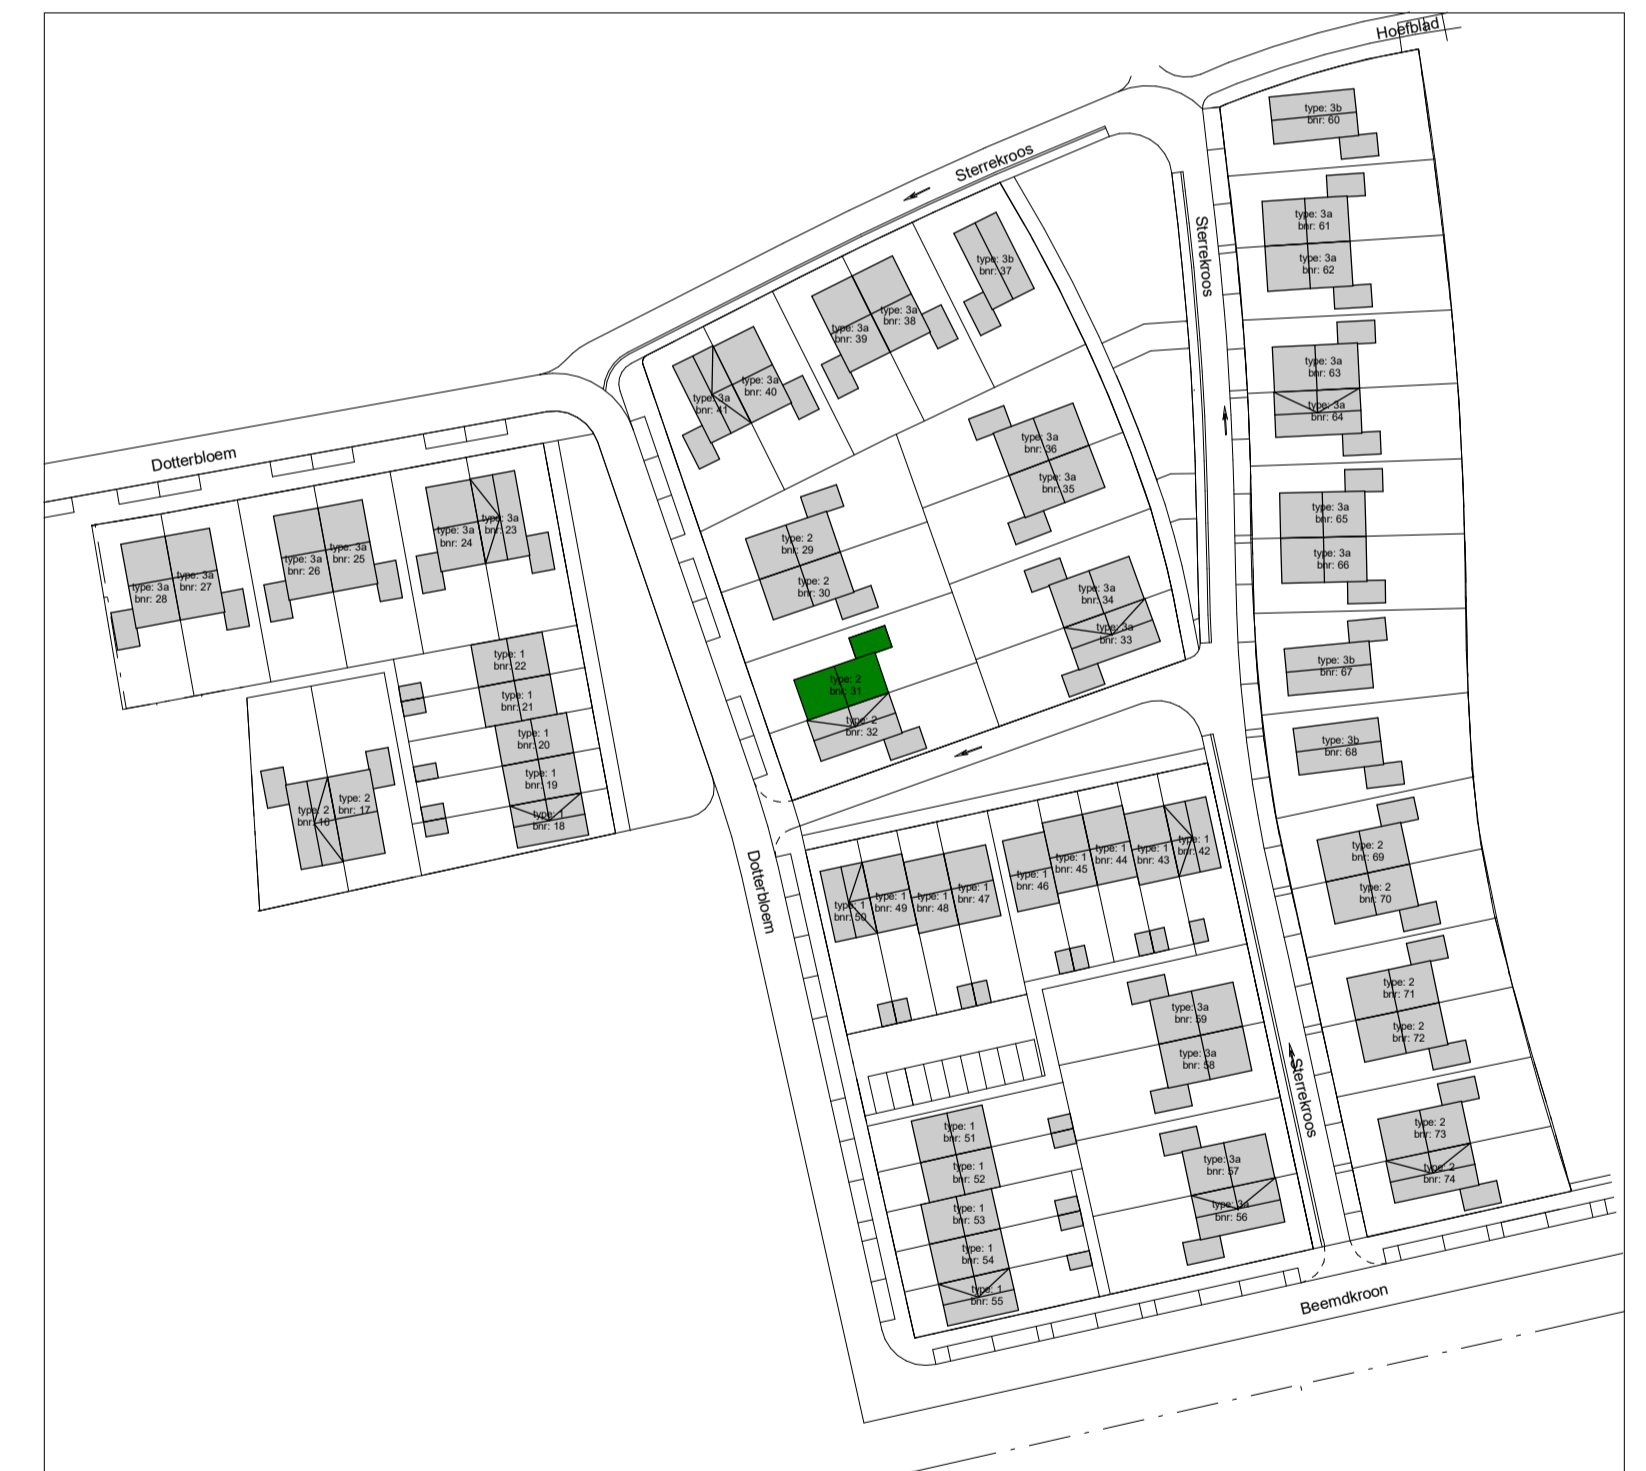 Hoefblad
type: 3b
bnr: 60
Sterrekroos
type: 3a
bnr: 61
Sterrekroos
type: 3a
bnr: 62
type: 3b
bnr: 37
type: 3a
bnr: 38
type: 3a
bnr: 39
type: 3a
bnr: 40
type: 3a
bnr: 41
type: 3a
bnr: 63
type: 3a
bnr: 64
Dotterbloem
type: 3a
bnr: 36
type: 3a
bnr: 35
type: 3a
bnr: 65
type: 3a
bnr: 66
type: 3a
bnr: 23
type: 3a
bnr: 24
type: 3a
bnr: 25
type: 3a
bnr: 26
type: 3a
bnr: 27
type: 3a
bnr: 28
type: 2
bnr: 29
type: 2
bnr: 30
type: 3a
bnr: 34
type: 3a
bnr: 33
type: 1
bnr: 22
type: 1
bnr: 21
type: 1
bnr: 20
type: 1
bnr: 19
type: 1
bnr: 18
type: 2
bnr: 31
type: 2
bnr: 32
type: 3b
bnr: 67
type: 3b
bnr: 68
type: 2
bnr: 17
type: 2
bnr: 16
type: 2
bnr: 69
type: 2
bnr: 70
Dotterbloem
type: 1
bnr: 42
type: 1
bnr: 43
type: 1
bnr: 44
type: 1
bnr: 45
type: 1
bnr: 46
type: 1
bnr: 47
type: 1
bnr: 48
type: 1
bnr: 49
type: 1
bnr: 50
type: 2
bnr: 71
type: 2
bnr: 72
type: 3a
bnr: 59
type: 3a
bnr: 58
Sterrekroos
type: 1
bnr: 51
type: 1
bnr: 52
type: 1
bnr: 53
type: 1
bnr: 54
type: 1
bnr: 55
type: 3a
bnr: 57
type: 3a
bnr: 56
type: 2
bnr: 73
type: 2
bnr: 74
Beemdkroon